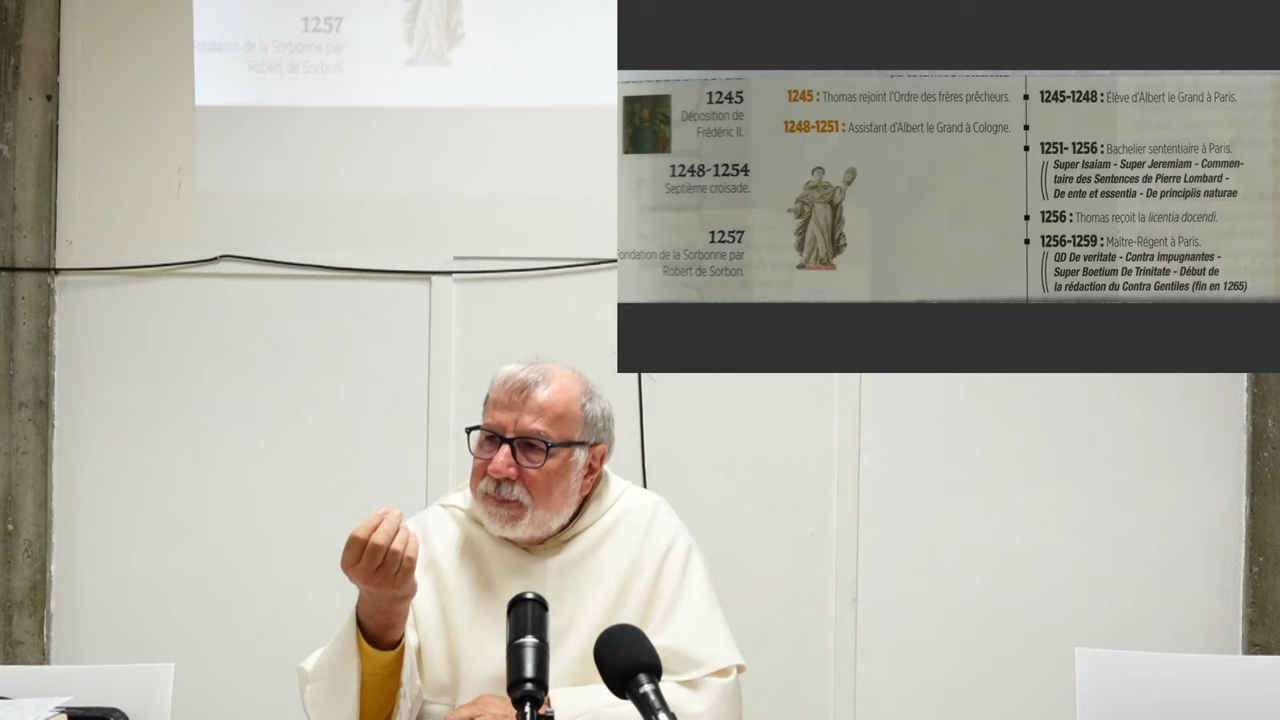 1257
fondation de la Sorbonne par
Robert de Sorbon.
1245
Déposition de
Frédéric II.
1248-1254
Septième croisade.
1257
fondation de la Sorbonne par
Robert de Sorbon.
1245 : Thomas rejoint l'Ordre des frères prêcheurs.
1248-1251 : Assistant d'Albert le Grand à Cologne.
1245-1248 : Élève d'Albert le Grand à Paris.
1251- 1256 : Bachelier sententiaire à Paris.
Super Isaiam - Super Jeremiam - Commen-
taire des Sentences de Pierre Lombard -
De ente et essentia - De principiis naturae
1256 : Thomas reçoit la licentia docendi.
1256-1259 : Maître-Régent à Paris.
QD De veritate - Contra impugnantes -
Super Boetium De Trinitate - Début de
la rédaction du Contra Gentiles (fin en 1265)